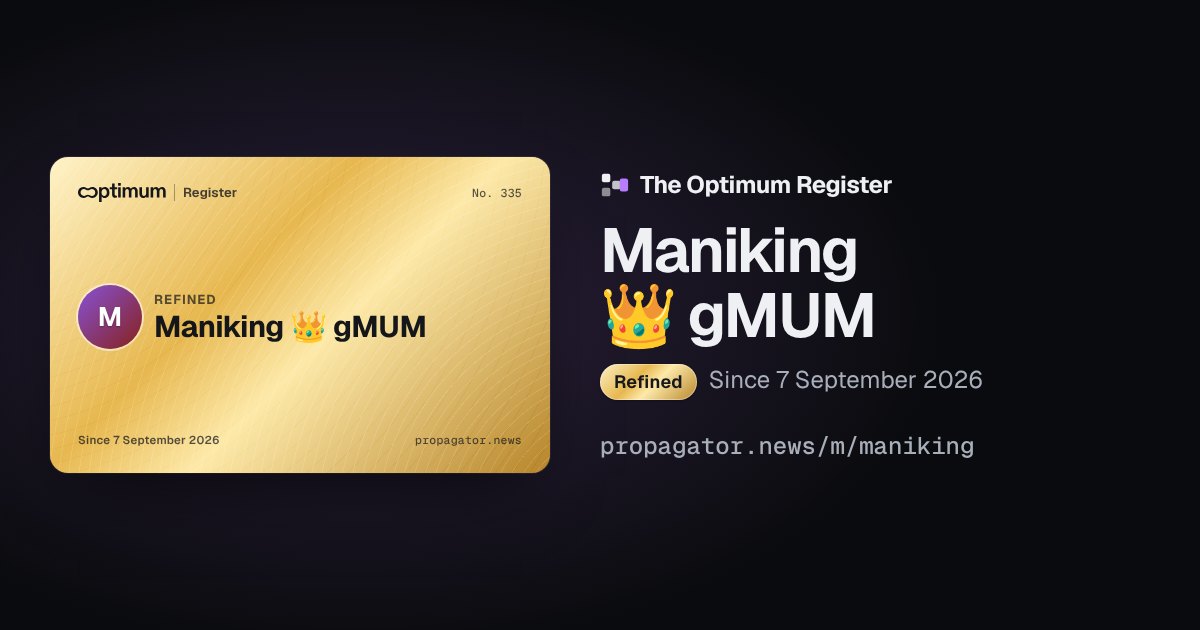 optimum | Register
No. 335
M
REFINED
Maniking 👑 gMUM
Since 7 September 2026
propagator.news
The Optimum Register
Maniking
👑 gMUM
Refined
Since 7 September 2026
propagator.news/m/maniking